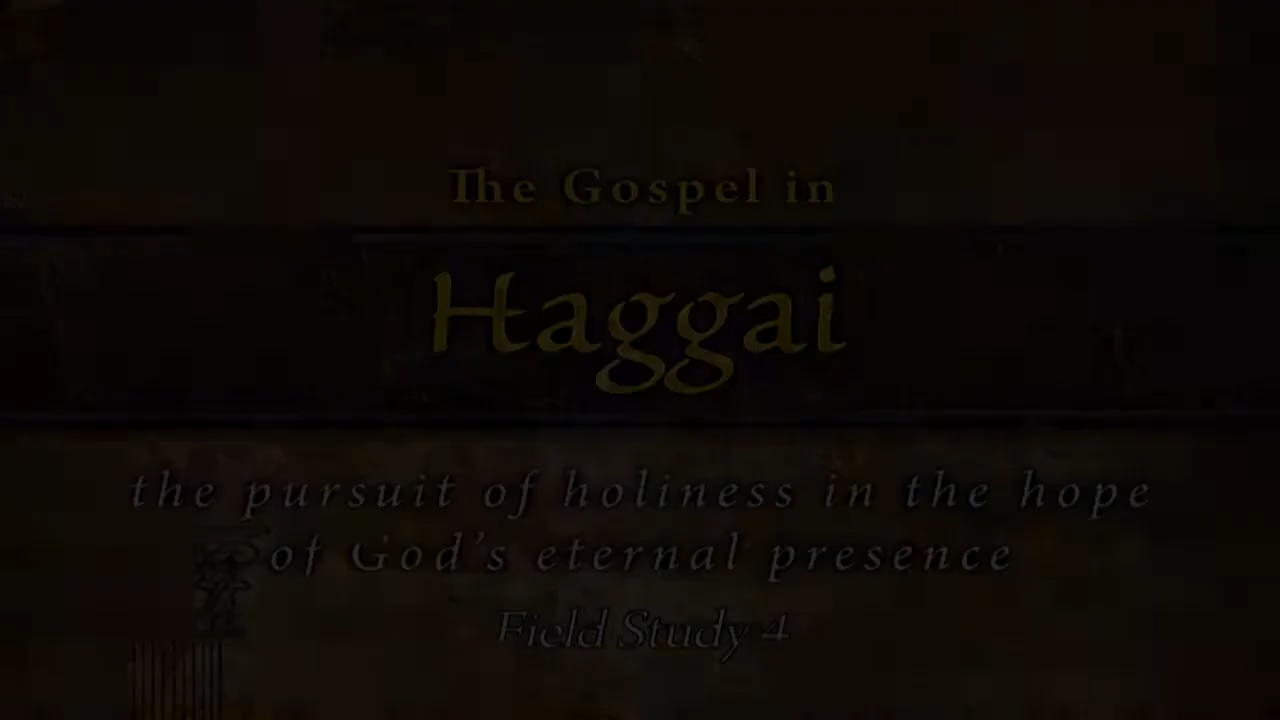 The Gospel in
Haggai
the pursuit of holiness in the hope
of God's eternal presence
Field Study 4